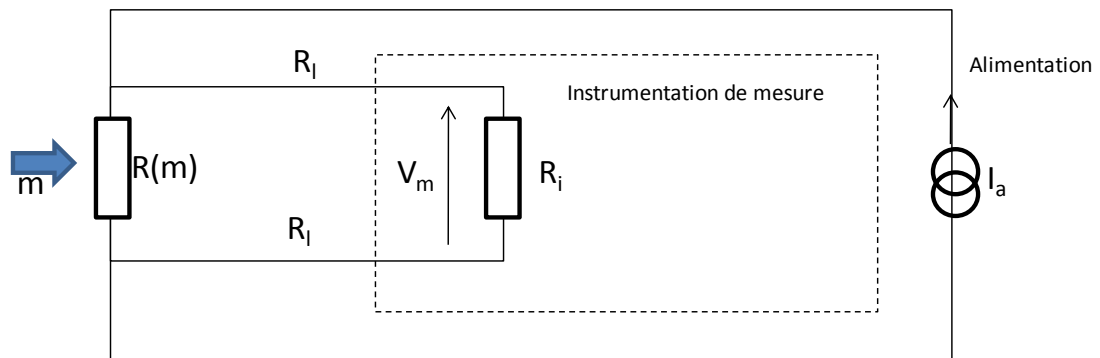 R_l
Alimentation
Instrumentation de mesure
m
R(m)
V_m
R_i
I_a
R_l